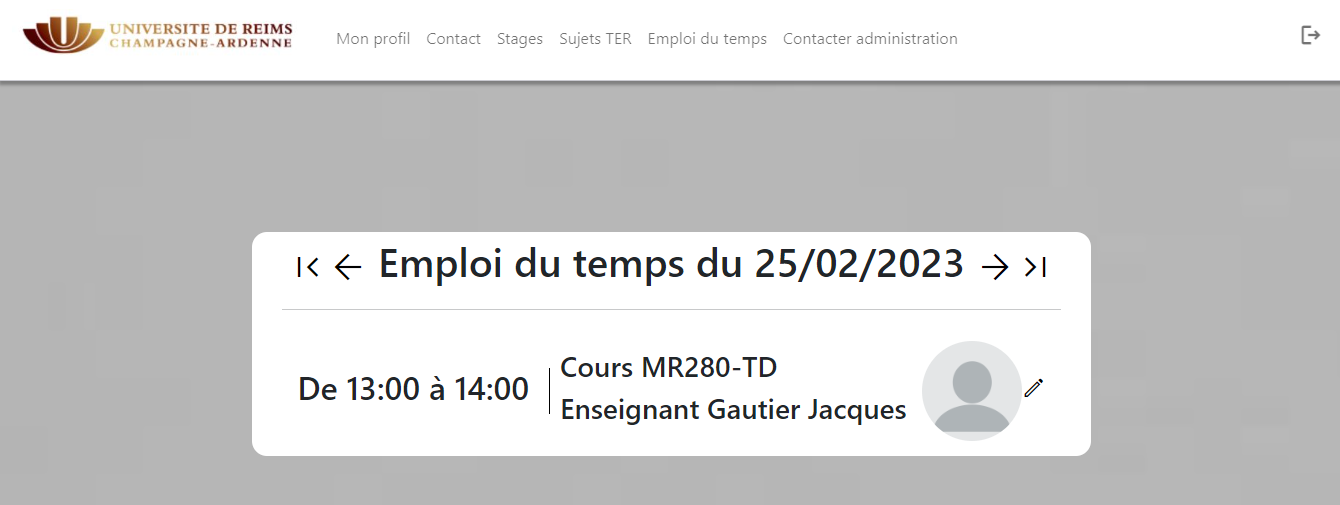 UNIVERSITE DE REIMS
CHAMPAGNE-ARDENNE
Mon profil Contact Stages Sujets TER Emploi du temps Contacter administration
Emploi du temps du 25/02/2023
De 13:00 à 14:00
Cours MR280-TD
Enseignant Gautier Jacques